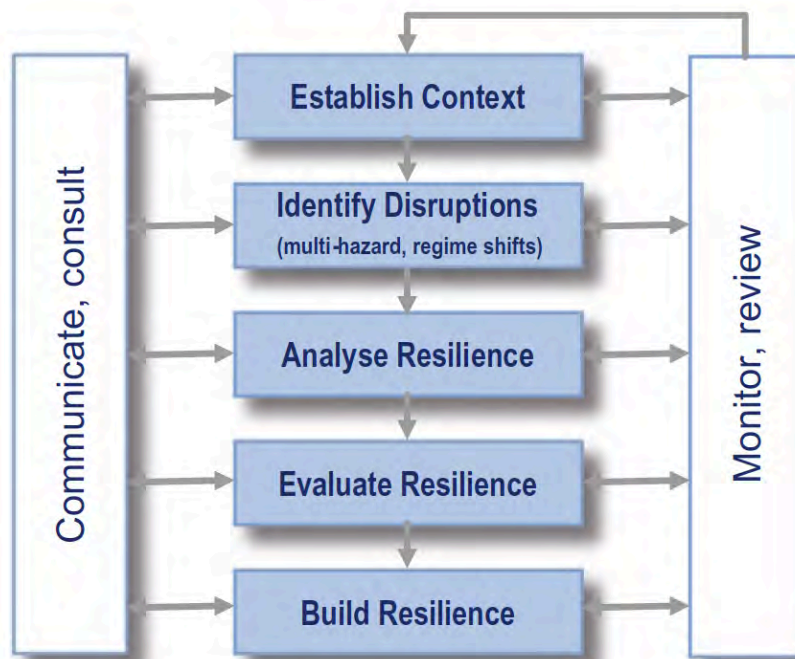 Communicate, consult
Establish Context
Identify Disruptions
(multi-hazard, regime shifts)
Analyse Resilience
Evaluate Resilience
Build Resilience
Monitor, review